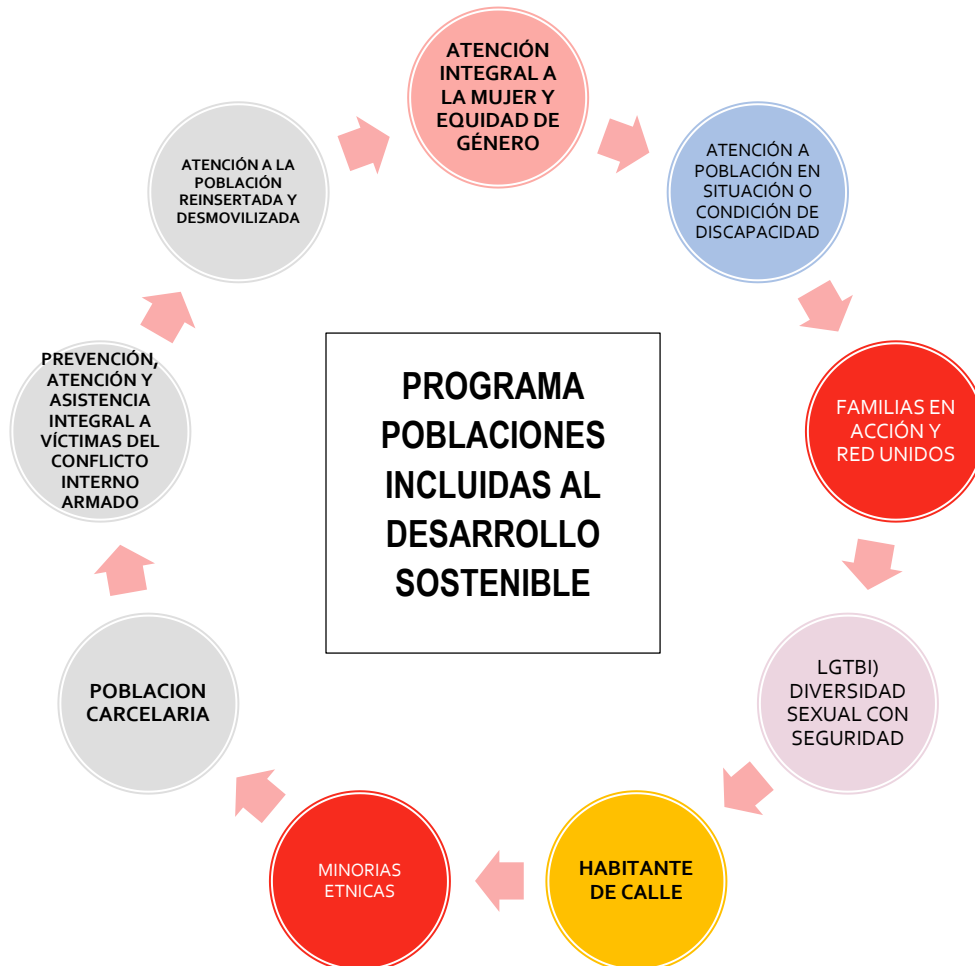 ATENCIÓN
INTEGRAL A
LA MUJER Y
EQUIDAD DE
GÉNERO
ATENCIÓN A
POBLACIÓN EN
SITUACIÓN O
CONDICIÓN DE
DISCAPACIDAD
FAMILIAS EN
ACCIÓN Y
RED UNIDOS
LGTBI)
DIVERSIDAD
SEXUAL CON
SEGURIDAD
HABITANTE
DE CALLE
MINORIAS
ETNICAS
POBLACION
CARCELARIA
PREVENCIÓN,
ATENCIÓN Y
ASISTENCIA
INTEGRAL A
VÍCTIMAS DEL
CONFLICTO
INTERNO
ARMADO
ATENCIÓN A LA
POBLACIÓN
REINSERTADA Y
DESMOVILIZADA
PROGRAMA
POBLACIONES
INCLUIDAS AL
DESARROLLO
SOSTENIBLE